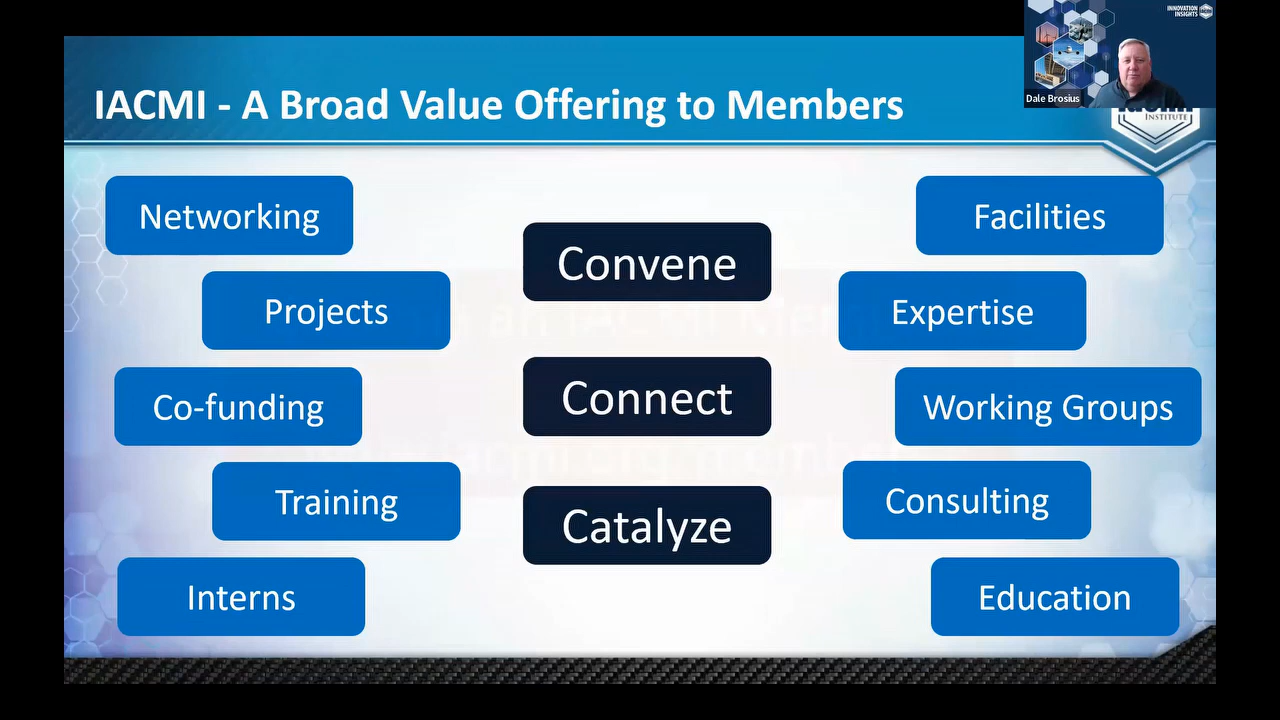 INNOVATION
INSIGHTS
Dale Brosius
IACMI - A Broad Value Offering to Members
INSTITUTE
Networking
Projects
Co-funding
Training
Interns
Convene
Connect
Catalyze
Facilities
Expertise
Working Groups
Consulting
Education